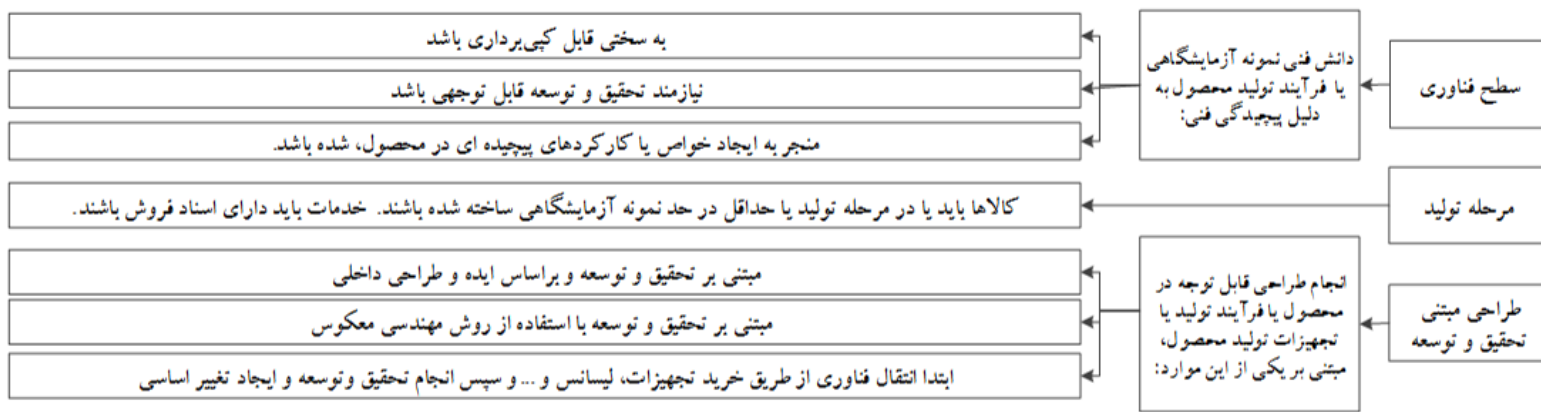 سطح فناوری
دانش فنی نمونه آزمایشگاهی
یا فرآیند تولید محصول به
دلیل پیچیدگی فنی:
به سختی قابل کپی‌برداری باشد
نیازمند تحقیق و توسعه قابل توجهی باشد
منجر به ایجاد خواص یا کارکردهای پیچیده ای در محصول، شده باشد.
مرحله تولید
کالاها باید یا در مرحله تولید یا حداقل در حد نمونه آزمایشگاهی ساخته شده باشند. خدمات باید دارای اسناد فروش باشند.
طراحی مبتنی
تحقیق و توسعه
انجام طراحی قابل توجه در
محصول یا فرآیند تولید یا
تجهیزات تولید محصول،
مبتنی بر یکی از این موارد:
مبتنی بر تحقیق و توسعه و براساس ایده و طراحی داخلی
مبتنی بر تحقیق و توسعه با استفاده از روش مهندسی معکوس
ابتدا انتقال فناوری از طریق خرید تجهیزات، لیسانس و ... و سپس انجام تحقیق وتوسعه و ایجاد تغییر اساسی